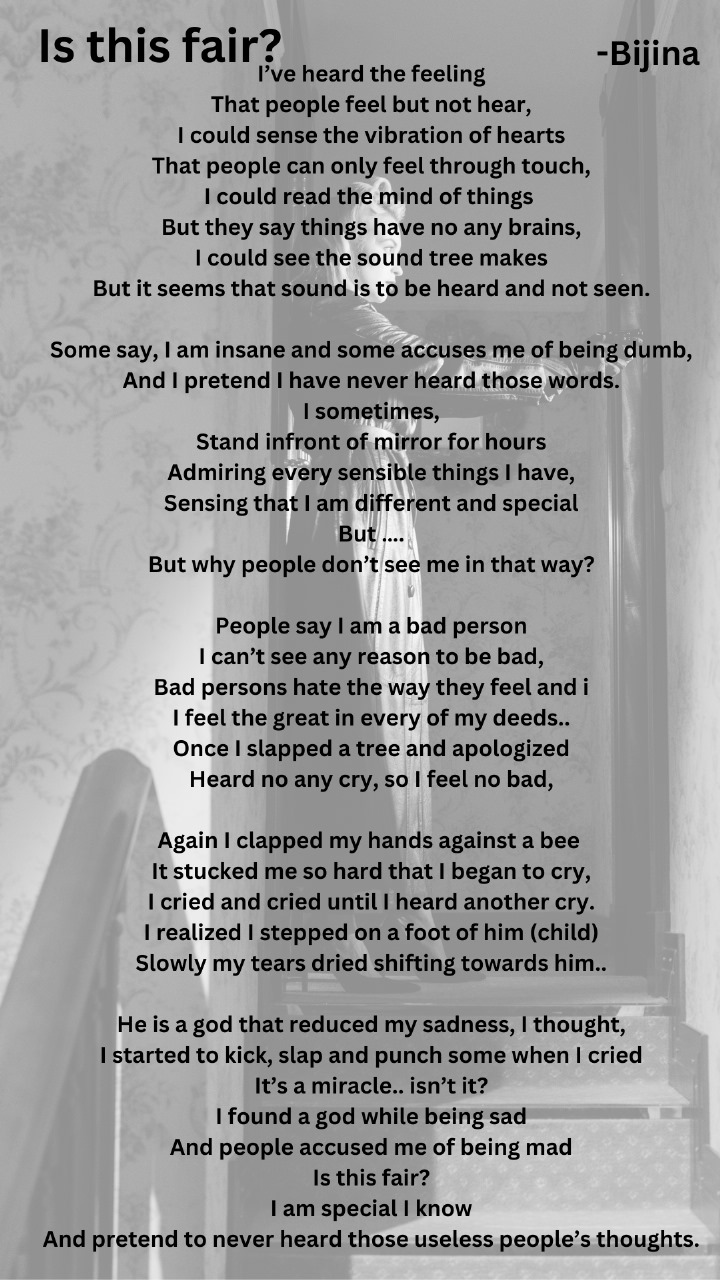 Is this fair?
-Bijina
I've heard the feeling
That people feel but not hear,
I could sense the vibration of hearts
That people can only feel through touch,
I could read the mind of things
But they say things have no any brains,
I could see the sound tree makes
But it seems that sound is to be heard and not seen.
Some say, I am insane and some accuses me of being dumb,
And I pretend I have never heard those words.
I sometimes,
Stand infront of mirror for hours
Admiring every sensible things I have,
Sensing that I am different and special
But ....
But why people don't see me in that way?
People say I am a bad person
I can't see any reason to be bad,
Bad persons hate the way they feel and i
I feel the great in every of my deeds..
Once I slapped a tree and apologized
Heard no any cry, so I feel no bad,
Again I clapped my hands against a bee
It stucked me so hard that I began to cry,
I cried and cried until I heard another cry.
I realized I stepped on a foot of him (child)
Slowly my tears dried shifting towards him..
He is a god that reduced my sadness, I thought,
I started to kick, slap and punch some when I cried
It's a miracle.. isn't it?
I found a god while being sad
And people accused me of being mad
Is this fair?
I am special I know
And pretend to never heard those useless people's thoughts.